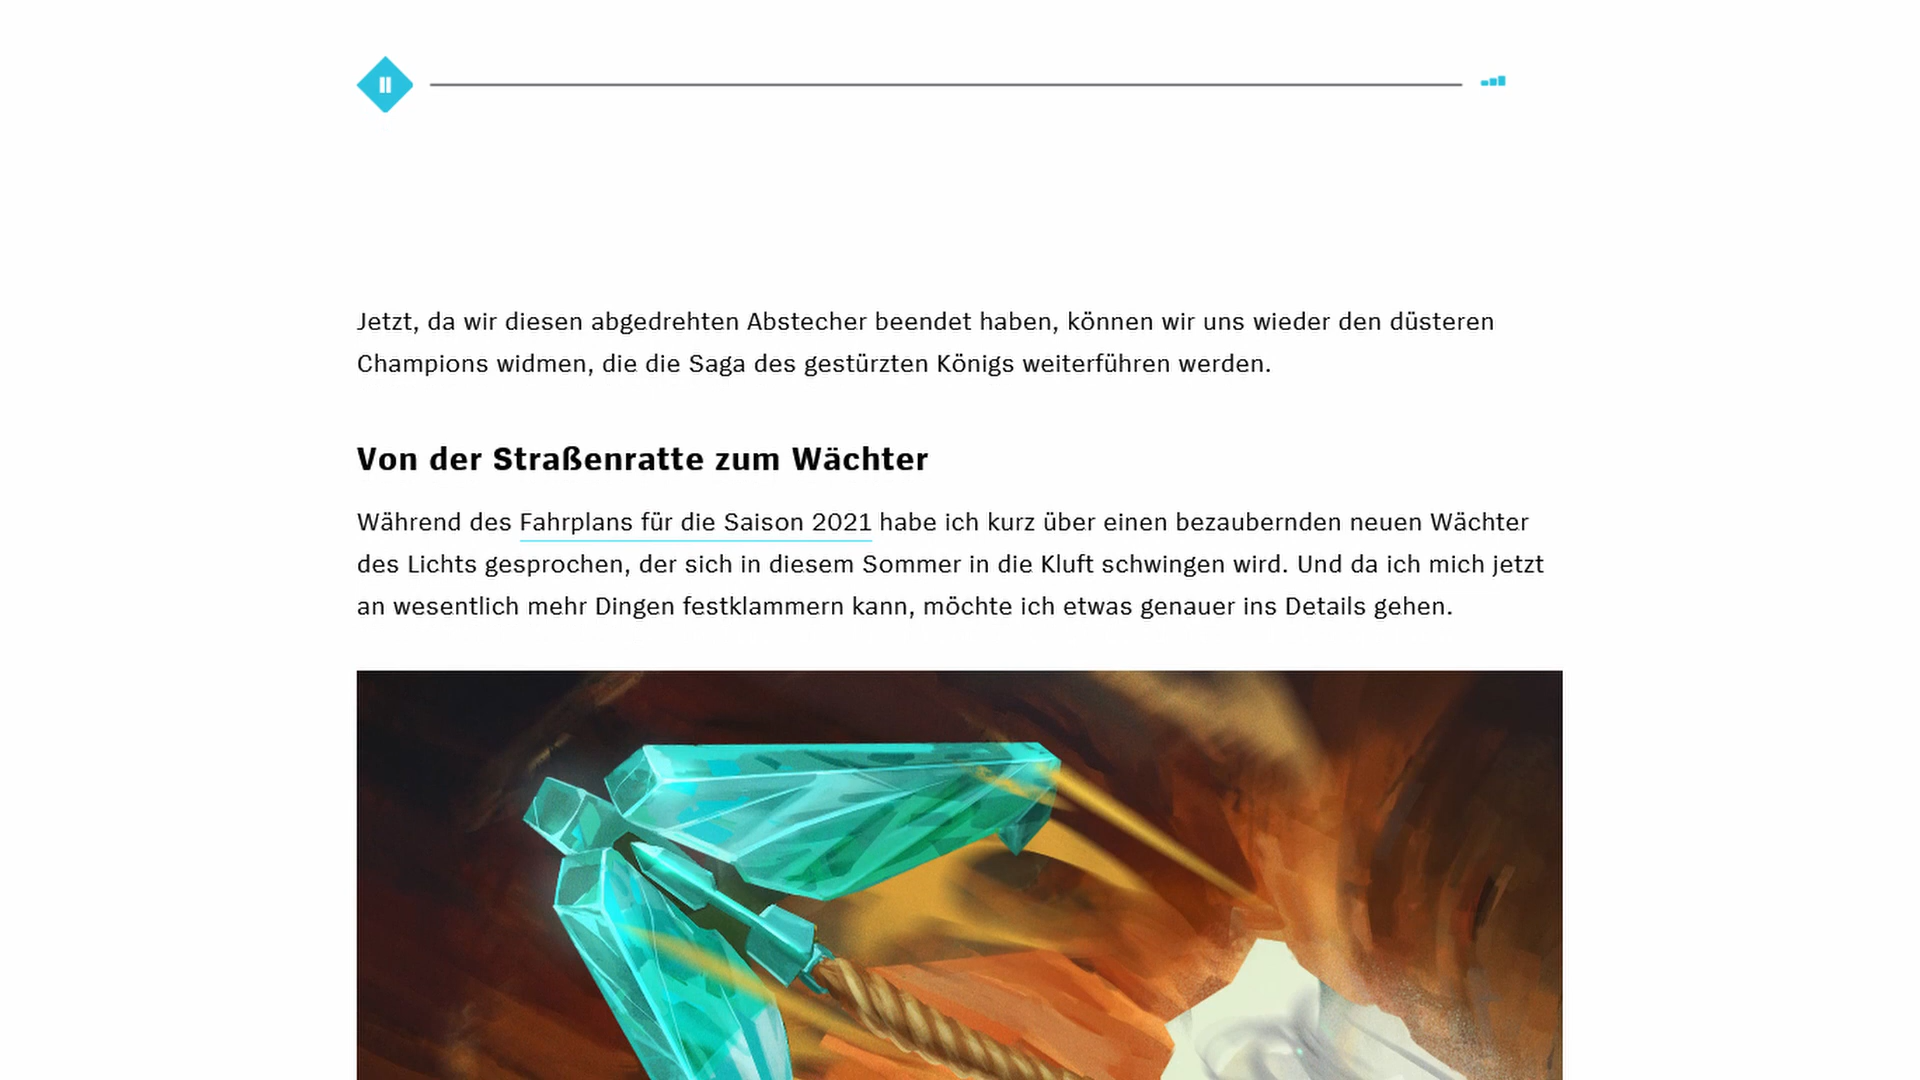 Jetzt, da wir diesen abgedrehten Abstecher beendet haben, können wir uns wieder den düsteren
Champions widmen, die die Saga des gestürzten Königs weiterführen werden.
Von der Straßenratte zum Wächter
Während des Fahrplans für die Saison 2021 habe ich kurz über einen bezaubernden neuen Wächter
des Lichts gesprochen, der sich in diesem Sommer in die Kluft schwingen wird. Und da ich mich jetzt
an wesentlich mehr Dingen festklammern kann, möchte ich etwas genauer ins Details gehen.